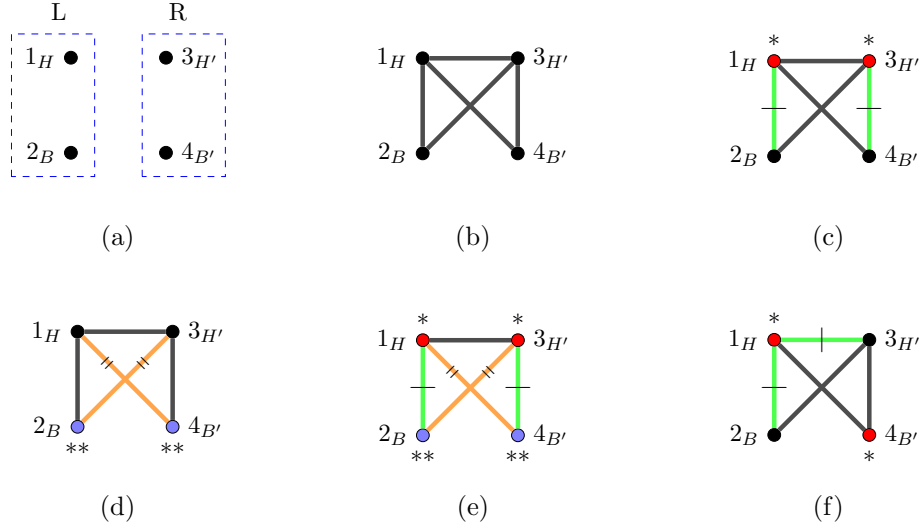 L R
1_H 3_{H'} 1_H 3_{H'} * *
1_H 3_{H'}
2_B 4_{B'} 2_B 4_{B'} 2_B 4_{B'}
(a) (b) (c)
1_H 3_{H'} * * * 
1_H 3_{H'} 1_H 3_{H'}
2_B 4_{B'} 2_B 4_{B'} 2_B 4_{B'}
** ** ** ** *
(d) (e) (f)